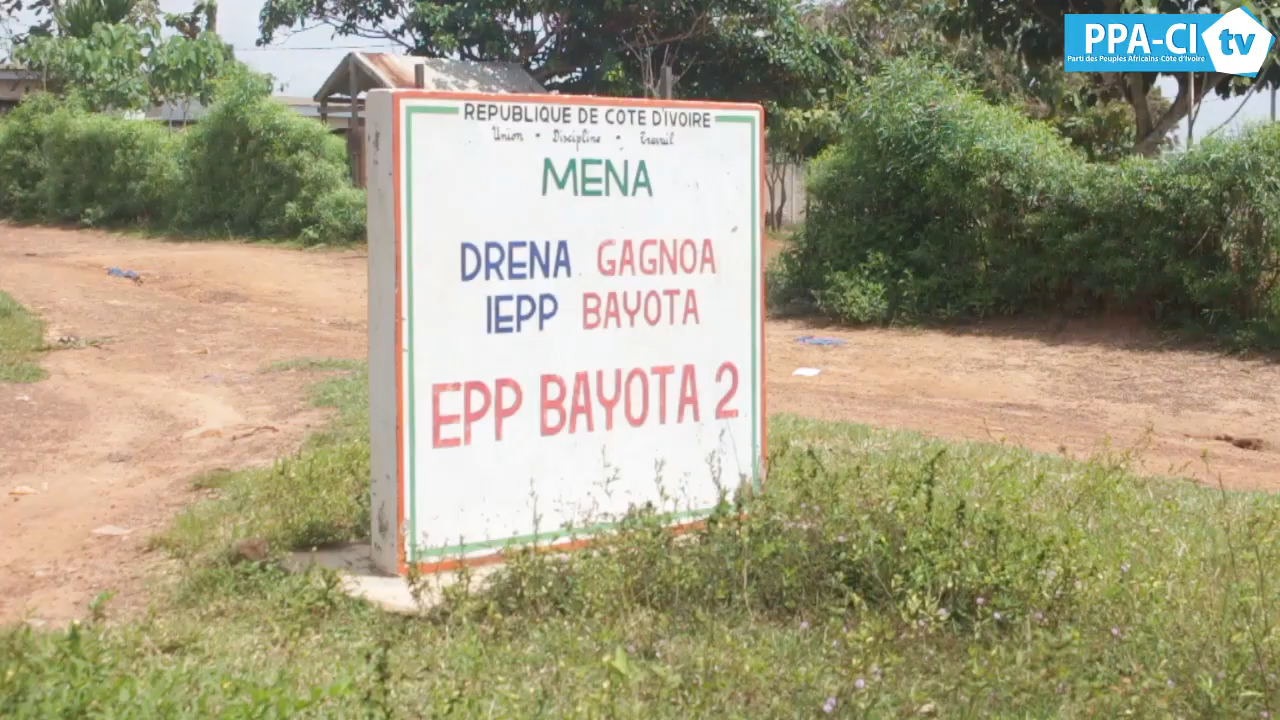 PPA-CI tv
Parti des Peuples Africains-Côte d'Ivoire
REPUBLIQUE DE COTE D'IVOIRE
Union - Discipline - Travail
MENA
DRENA GAGNOA
IEPP BAYOTA
EPP BAYOTA 2